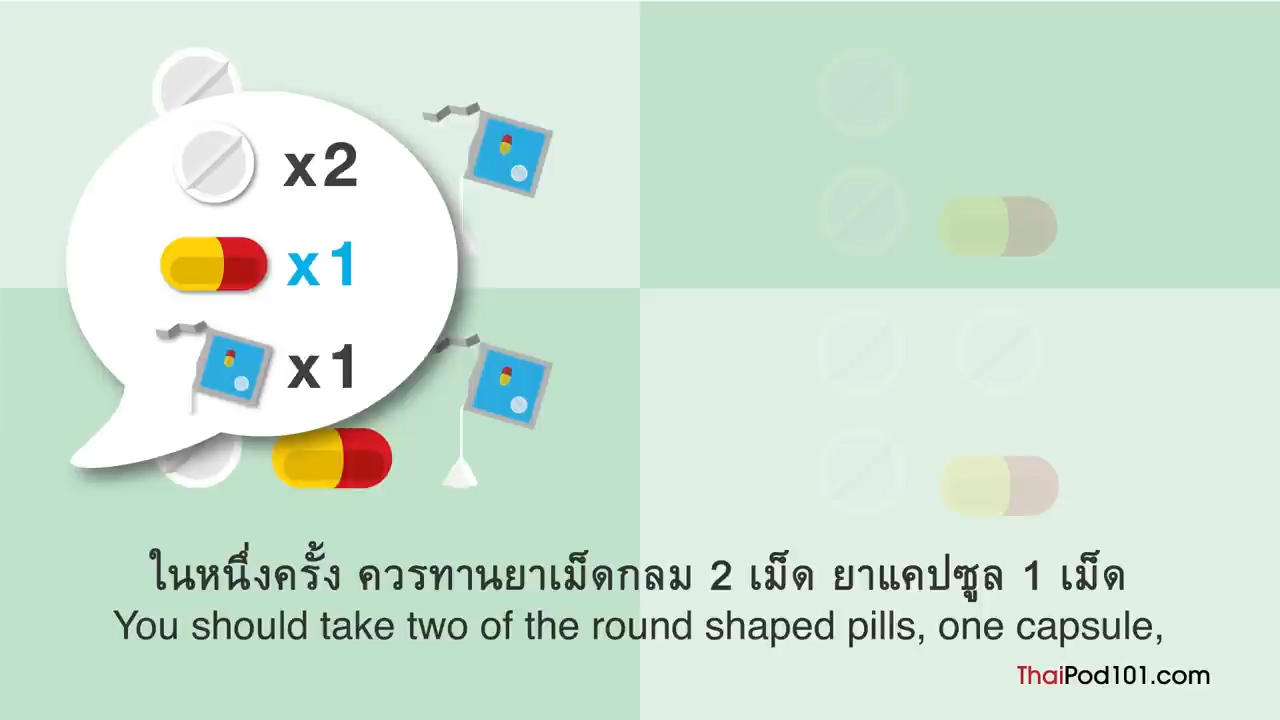 x2
x1
x1
ในหนึ่งครั้ง ควรทานยาเม็ดกลม 2 เม็ด ยาแคปซูล 1 เม็ด
You should take two of the round shaped pills, one capsule,
ThaiPod101.com